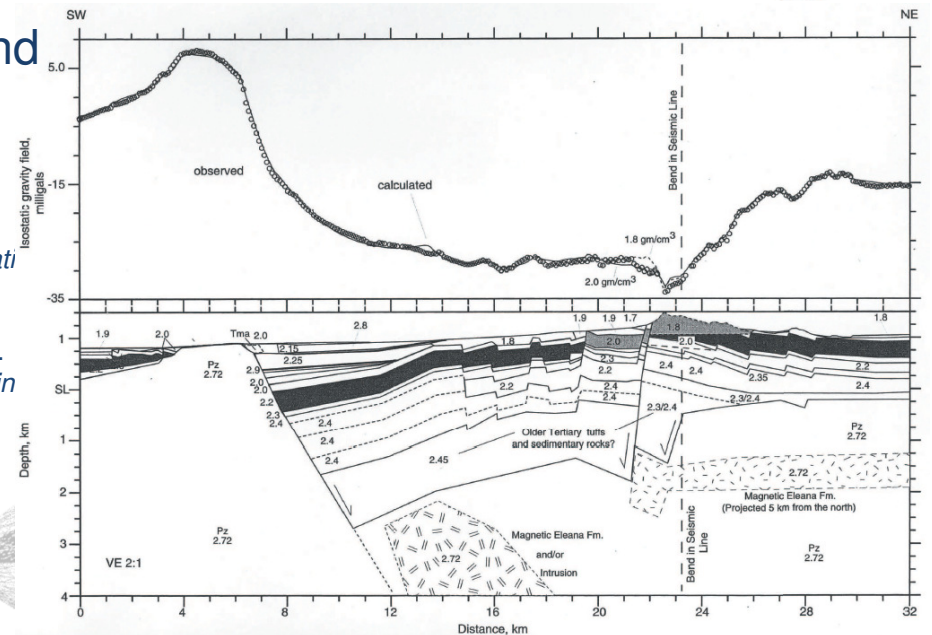 nd
ati
in
SW
NE
5.0
-15
-35
Isostatic gravity field,
milligals
observed
calculated
1.8 gm/cm³
2.0 gm/cm³
Bend in Seismic Line
1.9
2.0
Tma
2.0
2.8
1.9
1.9
1.7
1.8
1.8
1
2.15
1.8
2.0
2.0
Pz
2.72
2.25
2.3
2.4
2.4
2.2
2.9
2.2
2.35
2.4
2.0
2.2
2.4
SL
2.0
2.2
2.4
2.3
2.4
2.4
2.4
2.3/2.4
2.3/2.4
2.4
Older Tertiary tuffs
and sedimentary rocks?
Pz
2.72
1
2.45
2.72
2
Magnetic Eleana Fm.
(Projected 5 km from the north)
Depth, km
Pz
2.72
Magnetic Eleana Fm.
and/or
Intrusion
2.72
Bend in Seismic
Line
Pz
2.72
3
VE 2:1
4
0
4
8
12
16
20
24
28
32
Distance, km